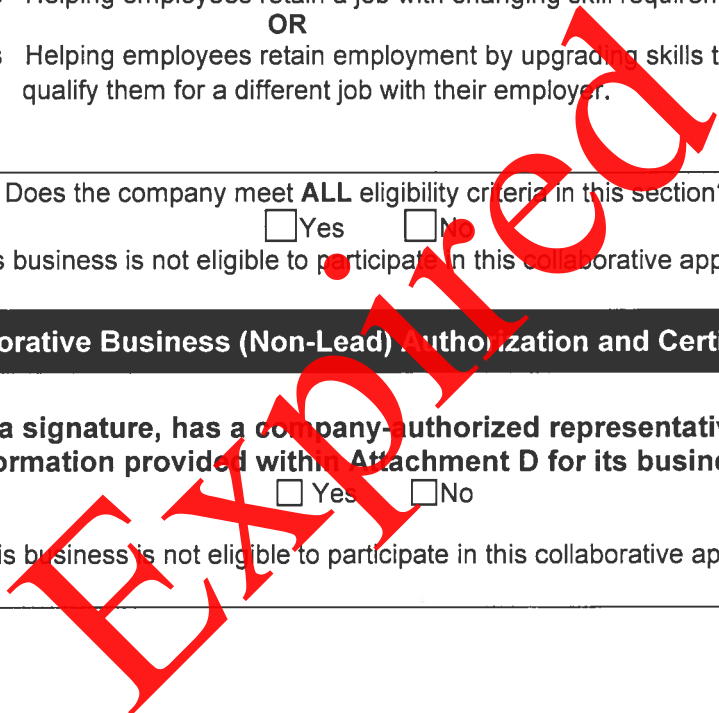 Helping employees retain a job with changing skill
OR
Helping employees retain employment by upgrading skills
qualify them for a different job with their employer.
Does the company meet ALL eligibility criteria in this section?
Yes No
business is not eligible to participate in this collaborative app
orative Business (Non-Lead) Authorization and Certi
a signature, has a company-authorized representativ
ormation provided within Attachment D for its busine
Yes No
is business is not eligible to participate in this collaborative ap
Expired